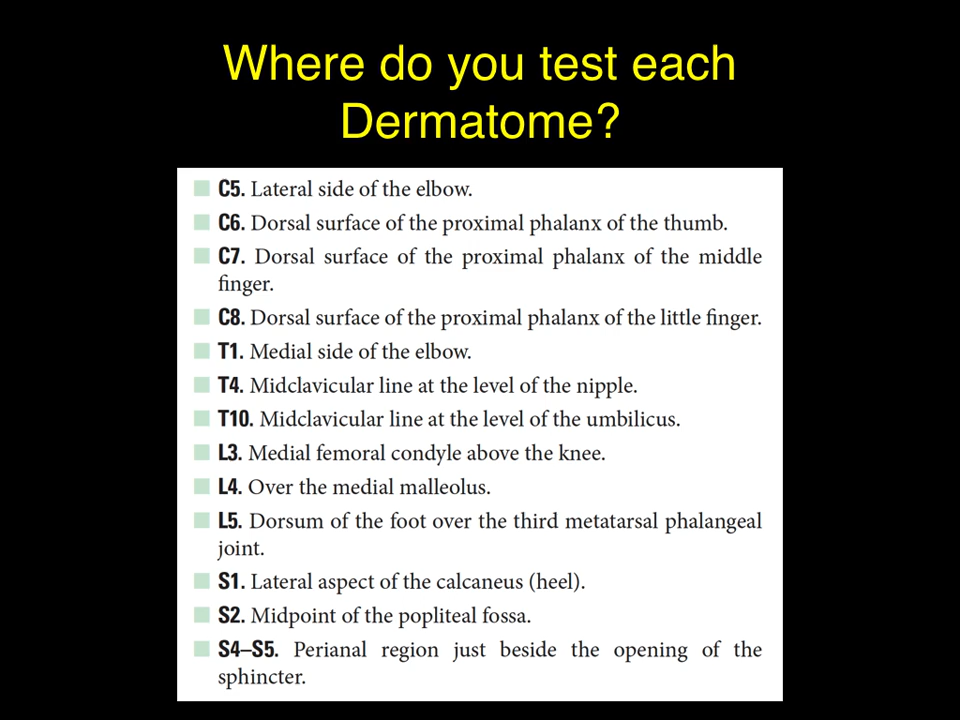 Where do you test each
Dermatome?
C5. Lateral side of the elbow.
C6. Dorsal surface of the proximal phalanx of the thumb.
C7. Dorsal surface of the proximal phalanx of the middle
finger.
C8. Dorsal surface of the proximal phalanx of the little finger.
T1. Medial side of the elbow.
T4. Midclavicular line at the level of the nipple.
T10. Midclavicular line at the level of the umbilicus.
L3. Medial femoral condyle above the knee.
L4. Over the medial malleolus.
L5. Dorsum of the foot over the third metatarsal phalangeal
joint.
S1. Lateral aspect of the calcaneus (heel).
S2. Midpoint of the popliteal fossa.
S4–S5. Perianal region just beside the opening of the
sphincter.